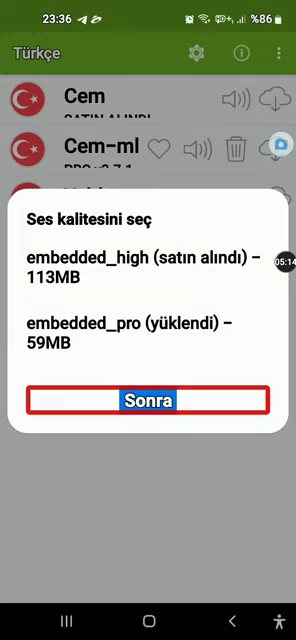 23:36 %86
Türkçe
Cem
SATIN ALINDI
Cem-ml
Ses kalitesini seç
embedded_high (satın alındı) -
113MB
05:14
embedded_pro (yüklendi) -
59MB
Sonra